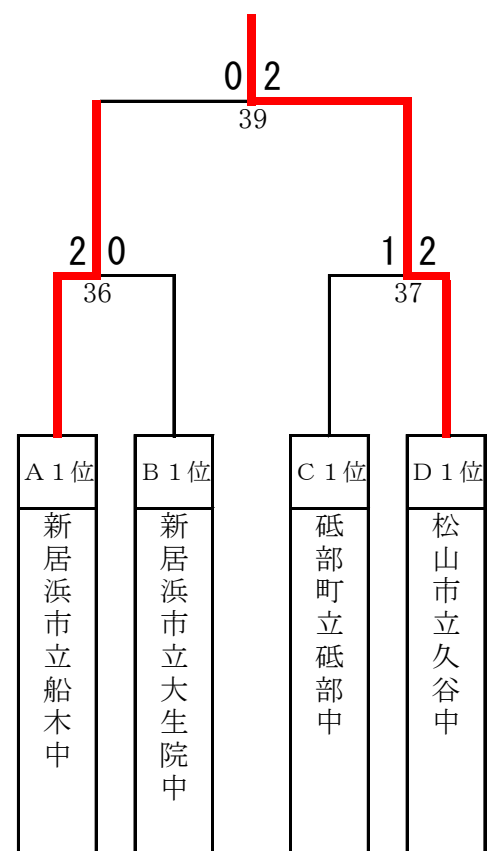 0 2
39
2 0
36
1 2
37
A1位
B1位
C1位
D1位
新居浜市立船木中
新居浜市立大生院中
砥部町立砥部中
松山市立久谷中